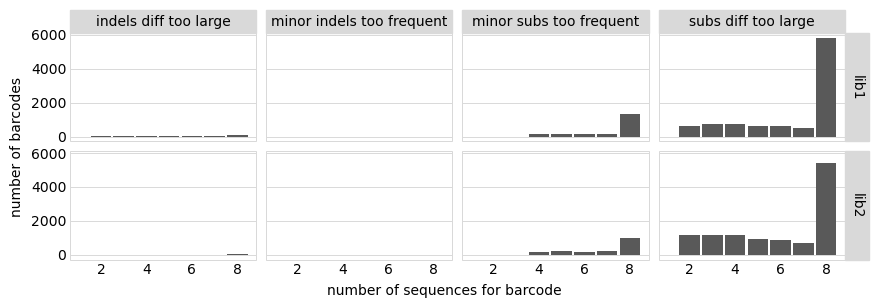 indels diff too large minor indels too frequent minor subs too frequent subs diff too large
number of barcodes
6000
4000
2000
0
lib1
6000
4000
2000
0
lib2
2 4 6 8 2 4 6 8 2 4 6 8 2 4 6 8
number of sequences for barcode